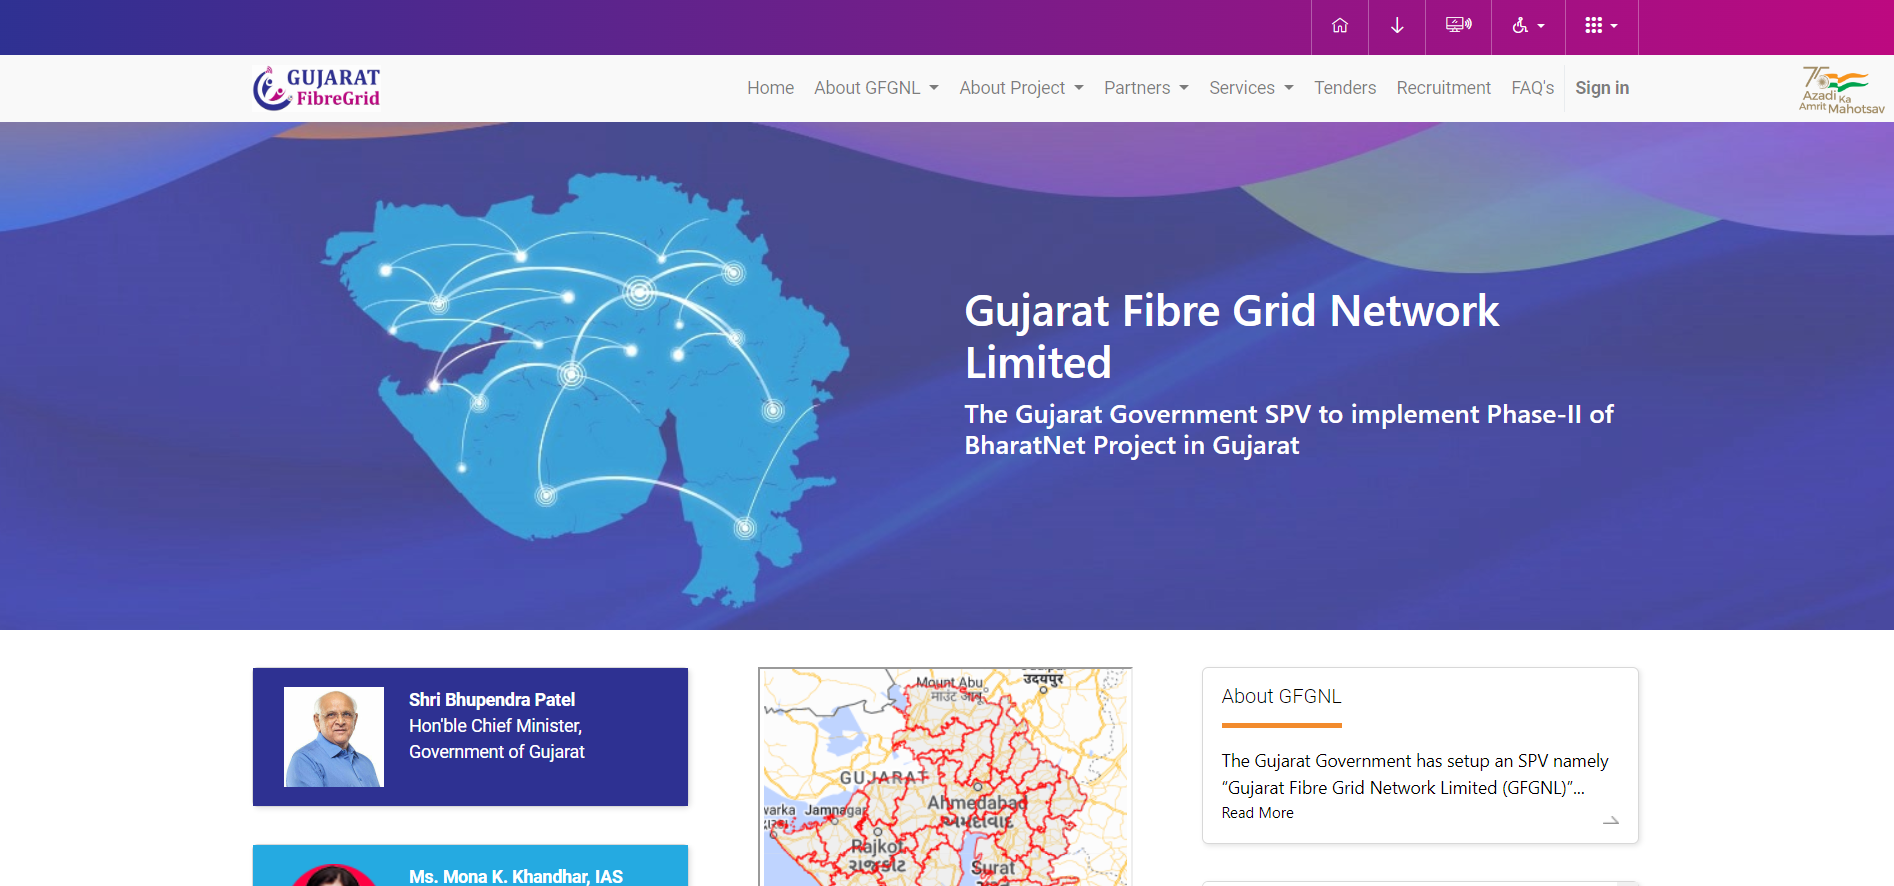 GUJARAT
FibreGrid
Home About GFGNL About Project Partners Services Tenders Recruitment FAQ's Sign in
75
Azadi Ka
Amrit Mahotsav
Gujarat Fibre Grid Network
Limited
The Gujarat Government SPV to implement Phase-II of
BharatNet Project in Gujarat
Shri Bhupendra Patel
Hon'ble Chief Minister,
Government of Gujarat
Ms. Mona K. Khandhar, IAS
Mount Abu
माउंट आबू
उदयपुर
GUJARAT
Jamnagar
Ahmedabad
અમદાવાદ
Rajkot
રાજકોટ
Surat
About GFGNL
The Gujarat Government has setup an SPV namely
“Gujarat Fibre Grid Network Limited (GFGNL)”...
Read More